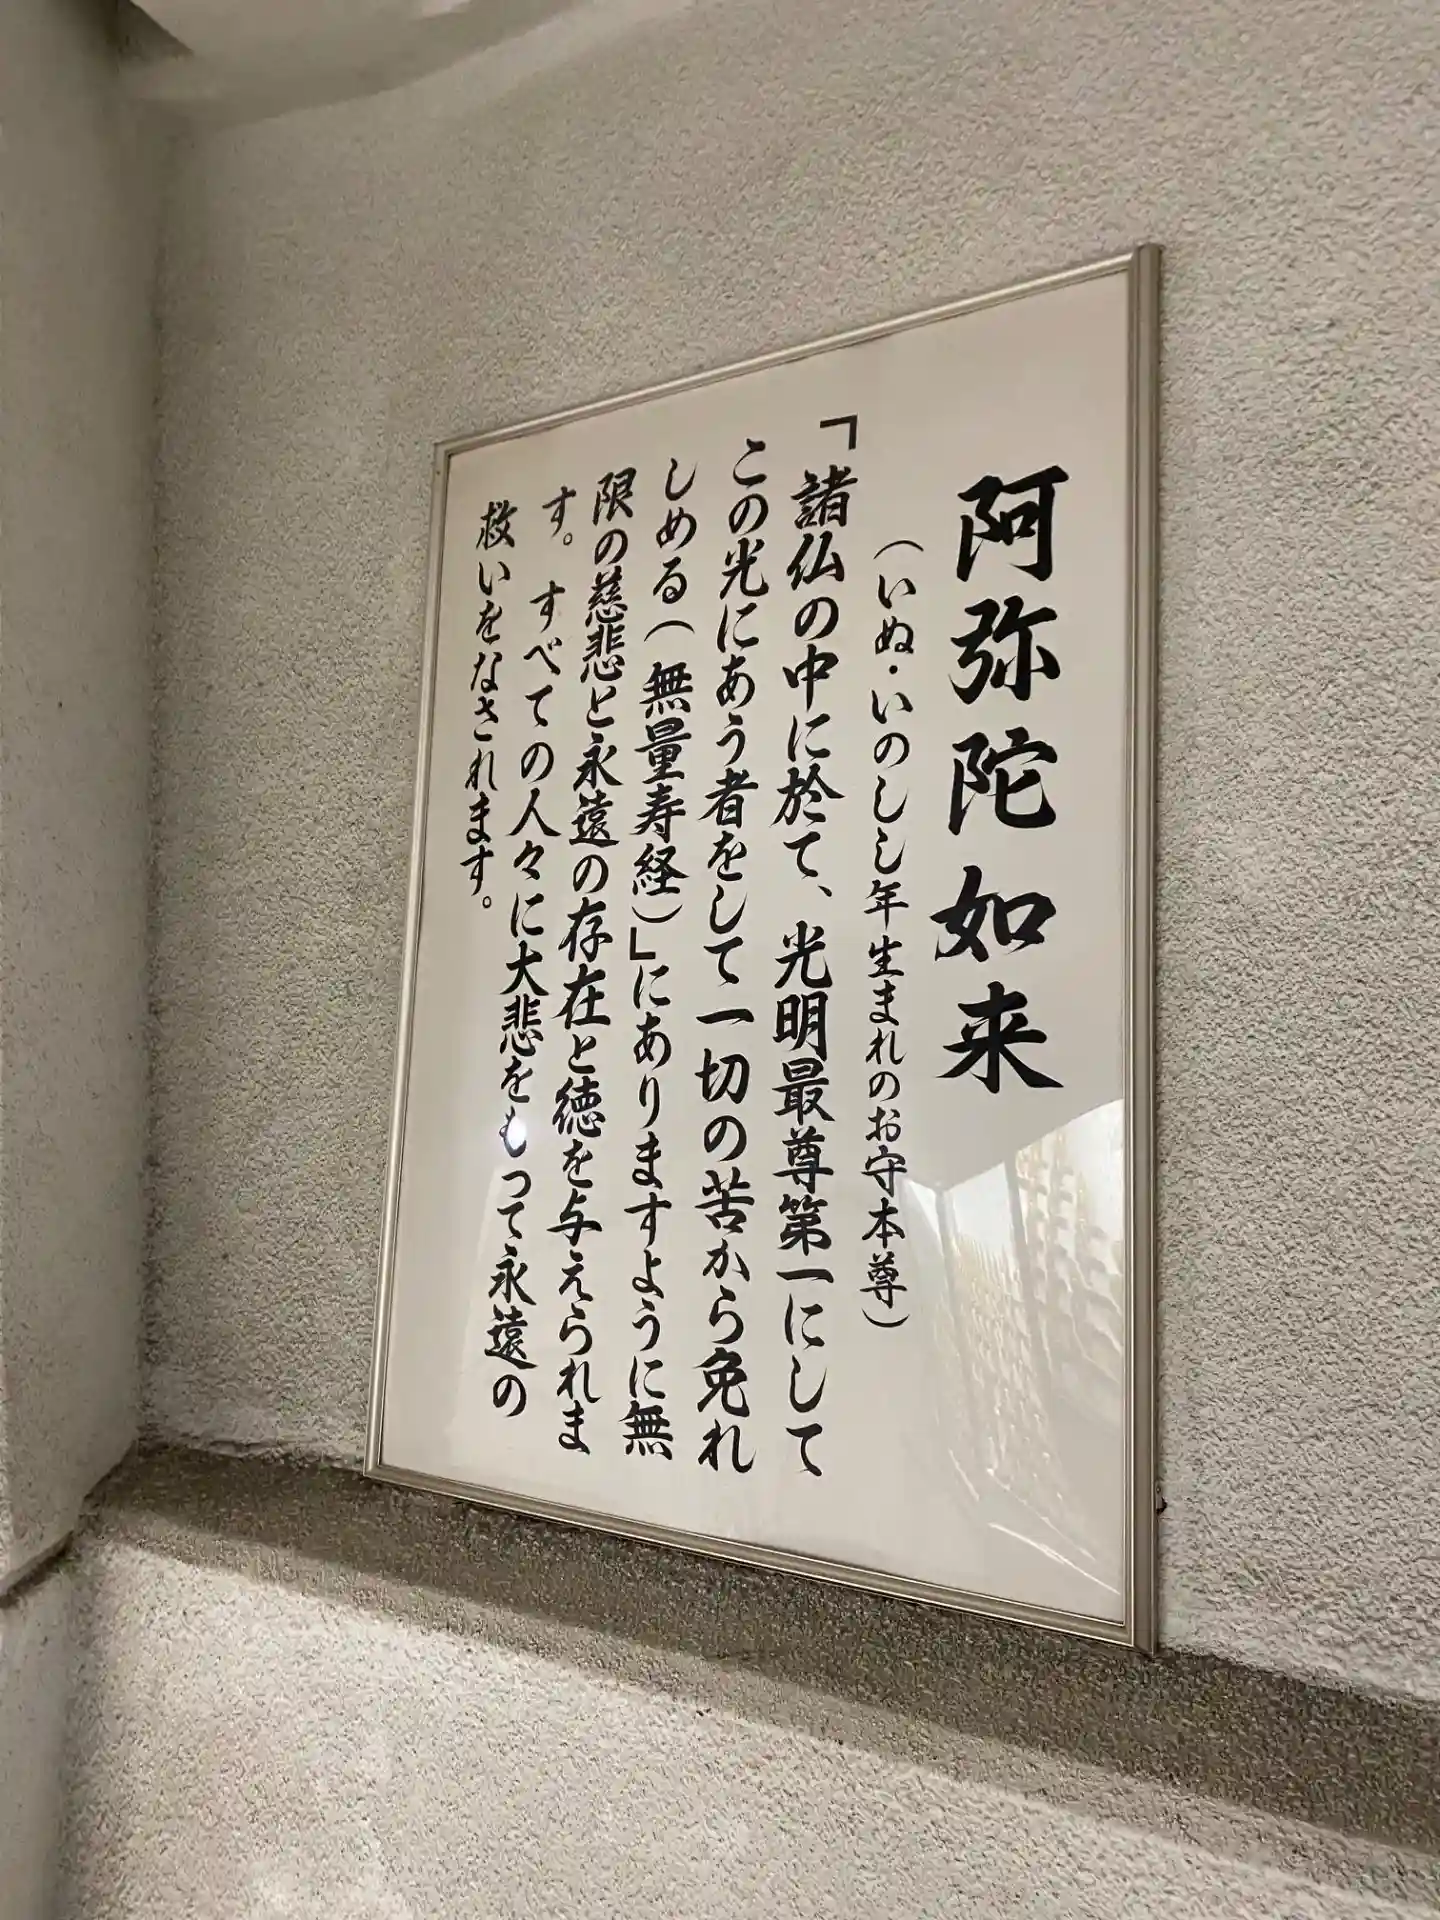 阿弥陀如来
（いぬ・いのしし年生まれのお守本尊）
「諸仏の中に於て、光明最尊第一にして
この光にあう者をして一切の苦から免れ
しめる（無量寿経）」にありますように無
限の慈悲と永遠の存在と徳を与えられま
す。すべての人々に大悲をもって永遠の
救いをなされます。